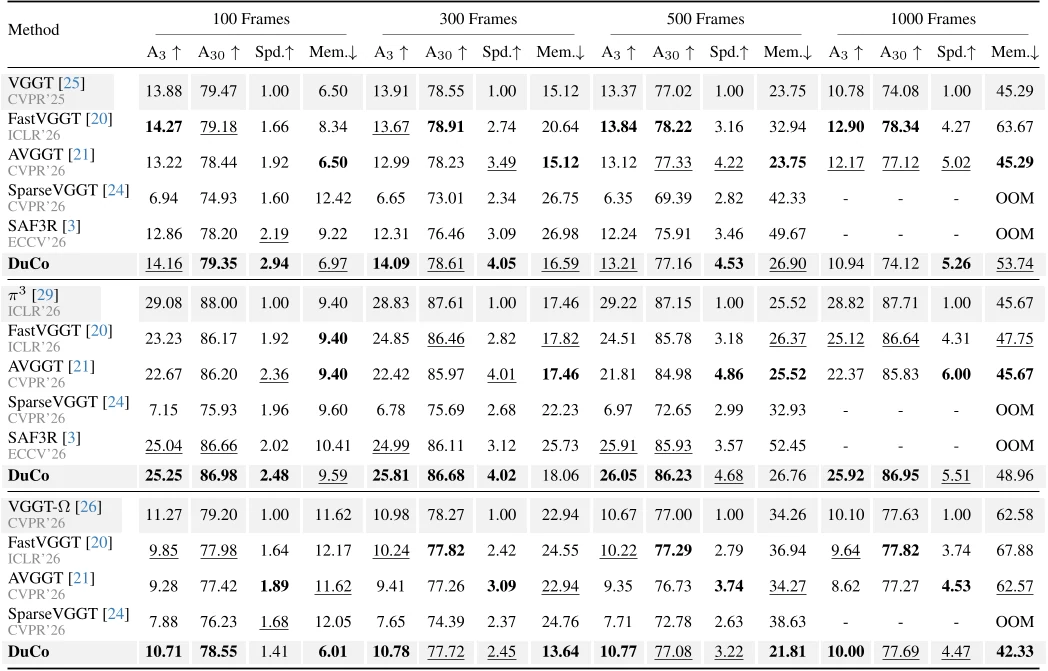 Method 100 Frames 300 Frames 500 Frames 1000 Frames
A3 ↑ A30 ↑ Spd.↑ Mem.↓ A3 ↑ A30 ↑ Spd.↑ Mem.↓ A3 ↑ A30 ↑ Spd.↑ Mem.↓ A3 ↑ A30 ↑ Spd.↑ Mem.↓
VGGT [25] 13.88 79.47 1.00 6.50 13.91 78.55 1.00 15.12 13.37 77.02 1.00 23.75 10.78 74.08 1.00 45.29
CVPR'25
FastVGGT [20] 14.27 79.18 1.66 8.34 13.67 78.91 2.74 20.64 13.84 78.22 3.16 32.94 12.90 78.34 4.27 63.67
ICLR'26
AVGGT [21] 13.22 78.44 1.92 6.50 12.99 78.23 3.49 15.12 13.12 77.33 4.22 23.75 12.17 77.12 5.02 45.29
CVPR'26
SparseVGGT [24] 6.94 74.93 1.60 12.42 6.65 73.01 2.34 26.75 6.35 69.39 2.82 42.33 - - - OOM
CVPR'26
SAF3R [3] 12.86 78.20 2.19 9.22 12.31 76.46 3.09 26.98 12.24 75.91 3.46 49.67 - - - OOM
ECCV'26
DuCo 14.16 79.35 2.94 6.97 14.09 78.61 4.05 16.59 13.21 77.16 4.53 26.90 10.94 74.12 5.26 53.74
π3 [29] 29.08 88.00 1.00 9.40 28.83 87.61 1.00 17.46 29.22 87.15 1.00 25.52 28.82 87.71 1.00 45.67
ICLR'26
FastVGGT [20] 23.23 86.17 1.92 9.40 24.85 86.46 2.82 17.82 24.51 85.78 3.18 26.37 25.12 86.64 4.31 47.75
ICLR'26
AVGGT [21] 22.67 86.20 2.36 9.40 22.42 85.97 4.01 17.46 21.81 84.98 4.86 25.52 22.37 85.83 6.00 45.67
CVPR'26
SparseVGGT [24] 7.15 75.93 1.96 9.60 6.78 75.69 2.68 22.23 6.97 72.65 2.99 32.93 - - - OOM
CVPR'26
SAF3R [3] 25.04 86.66 2.02 10.41 24.99 86.11 3.12 25.73 25.91 85.93 3.57 52.45 - - - OOM
ECCV'26
DuCo 25.25 86.98 2.48 9.59 25.81 86.68 4.02 18.06 26.05 86.23 4.68 26.76 25.92 86.95 5.51 48.96
VGGT-Ω [26] 11.27 79.20 1.00 11.62 10.98 78.27 1.00 22.94 10.67 77.00 1.00 34.26 10.10 77.63 1.00 62.58
CVPR'26
FastVGGT [20] 9.85 77.98 1.64 12.17 10.24 77.82 2.42 24.55 10.22 77.29 2.79 36.94 9.64 77.82 3.74 67.88
ICLR'26
AVGGT [21] 9.28 77.42 1.89 11.62 9.41 77.26 3.09 22.94 9.35 76.73 3.74 34.27 8.62 77.27 4.53 62.57
CVPR'26
SparseVGGT [24] 7.88 76.23 1.68 12.05 7.65 74.39 2.37 24.76 7.71 72.78 2.63 38.63 - - - OOM
CVPR'26
DuCo 10.71 78.55 1.41 6.01 10.78 77.72 2.45 13.64 10.77 77.08 3.22 21.81 10.00 77.69 4.47 42.33